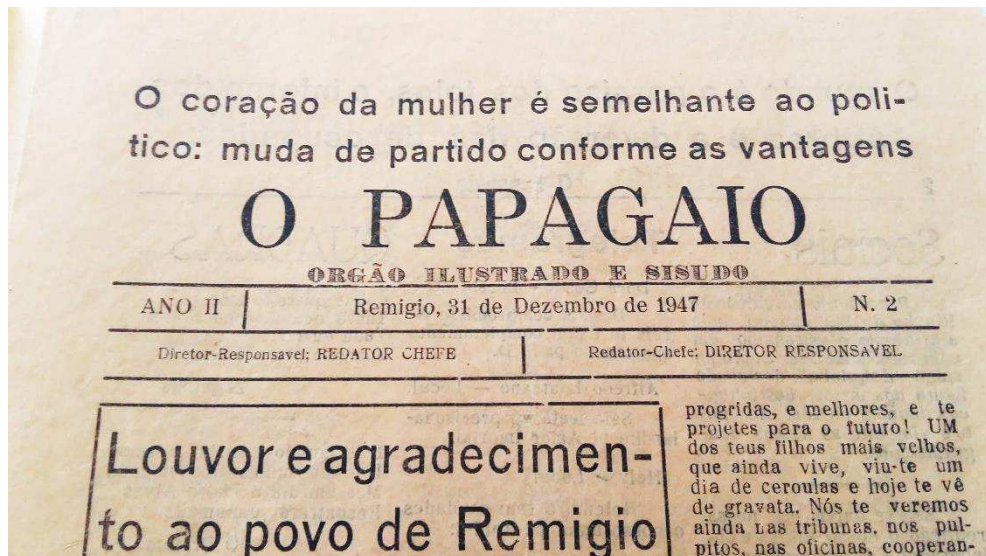 O coração da mulher é semelhante ao poli-
tico: muda de partido conforme as vantagens
O PAPAGAIO
ORGÃO ILUSTRADO E SISUDO
ANO II
Remigio, 31 de Dezembro de 1947
N. 2
Diretor-Responsavel: REDATOR CHEFE
Redator-Chefe: DIRETOR RESPONSAVEL
Louvor e agradecimen-
to ao povo de Remigio
progridas, e melhores, e te
projetes para o futuro! UM
dos teus filhos mais velhos,
que ainda vive, viu-te um
dia de ceroulas e hoje te vê
de gravata. Nós te veremos
ainda nas tribunas, nos pul-
pitos, nas oficinas, cooperan-